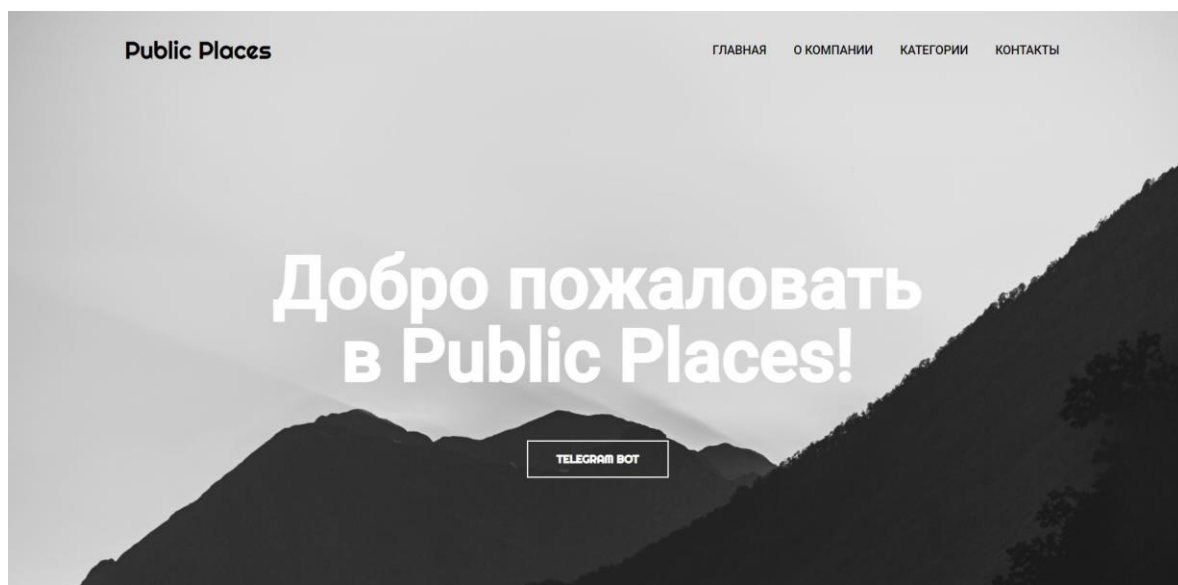 Public Places
ГЛАВНАЯ О КОМПАНИИ КАТЕГОРИИ КОНТАКТЫ
Добро пожаловать
в Public Places!
TELEGRAM BOT